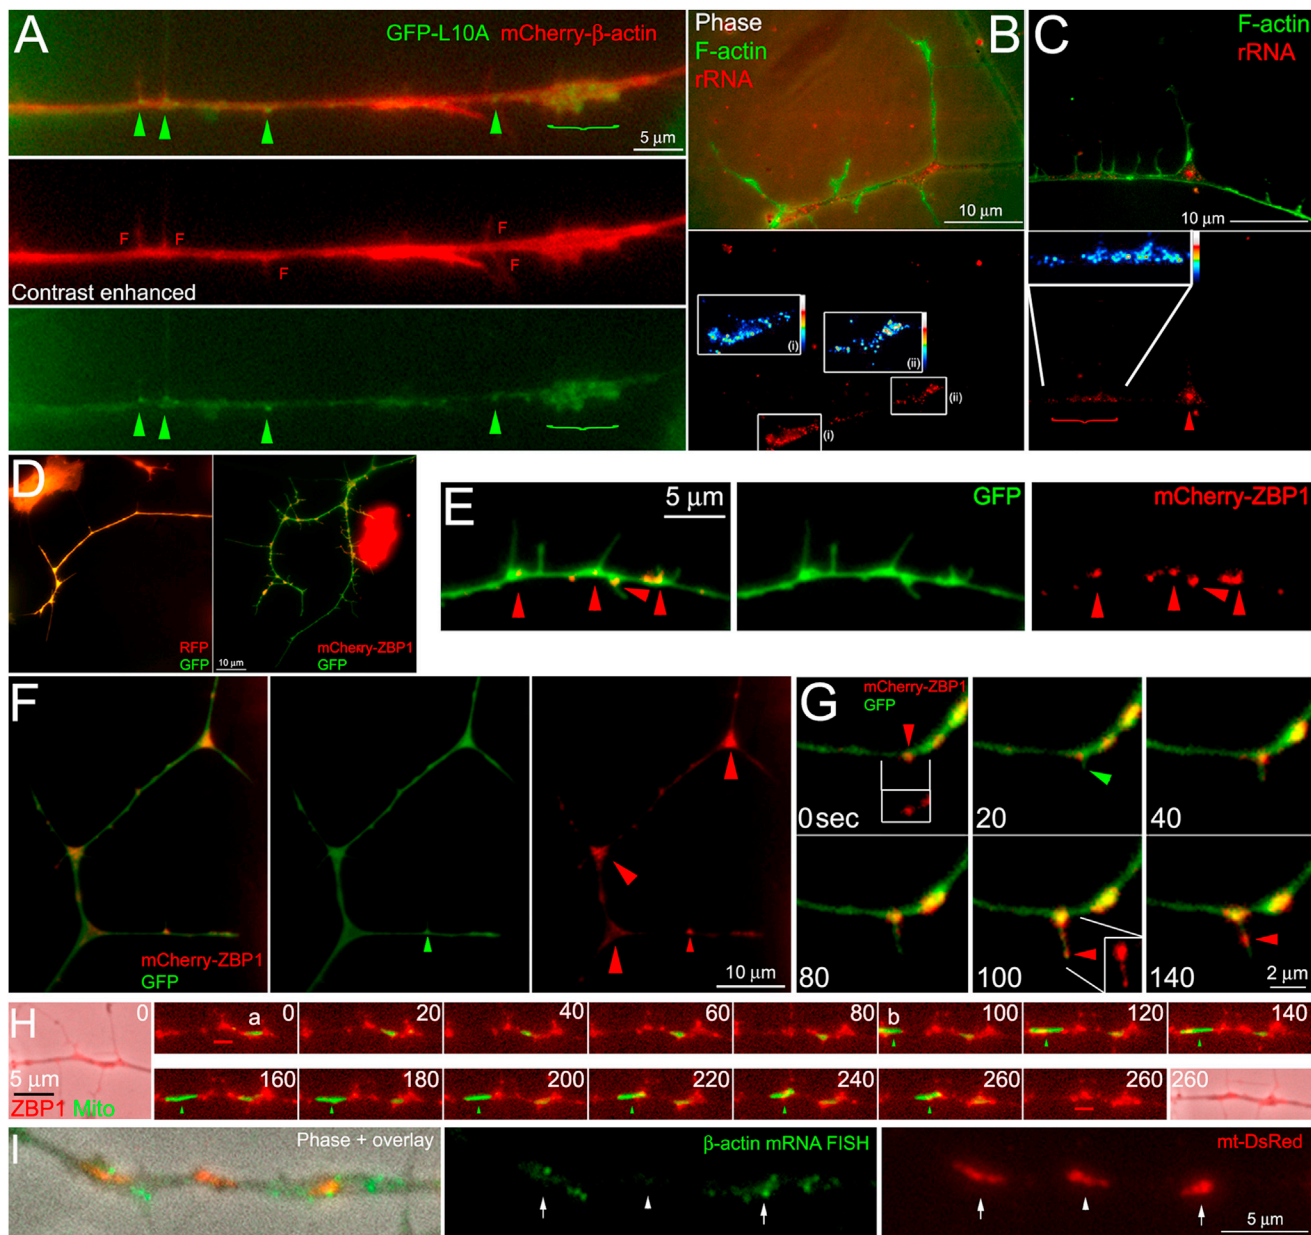 A
GFP-L10A mCherry-β-actin
5 μm
F
F
F
F
F
Contrast enhanced
B
Phase
F-actin
rRNA
10 μm
(i)
(ii)
(ii)
(i)
C
F-actin
rRNA
10 μm
D
RFP
GFP
10 μm
mCherry-ZBP1
GFP
E
5 μm
GFP
mCherry-ZBP1
F
mCherry-ZBP1
GFP
10 μm
G
mCherry-ZBP1
GFP
0 sec
20
40
80
100
140
2 μm
H
0
5 μm
ZBP1 Mito
a
0
20
40
60
80
b
100
120
140
160
180
200
220
240
260
260
260
I
Phase + overlay
β-actin mRNA FISH
mt-DsRed
5 μm